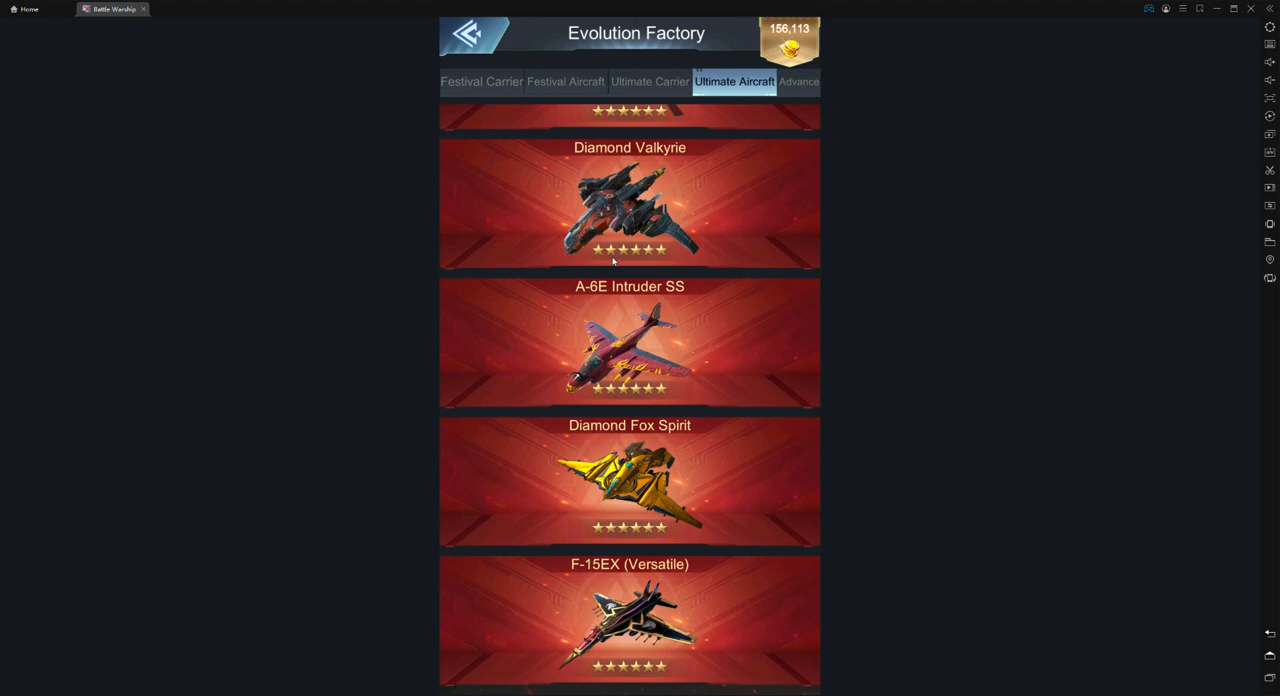 Home
Battle Warship
Evolution Factory
156,113
Festival Carrier
Festival Aircraft
Ultimate Carrier
Ultimate Aircraft
Advance
Diamond Valkyrie
A-6E Intruder SS
Diamond Fox Spirit
F-15EX (Versatile)